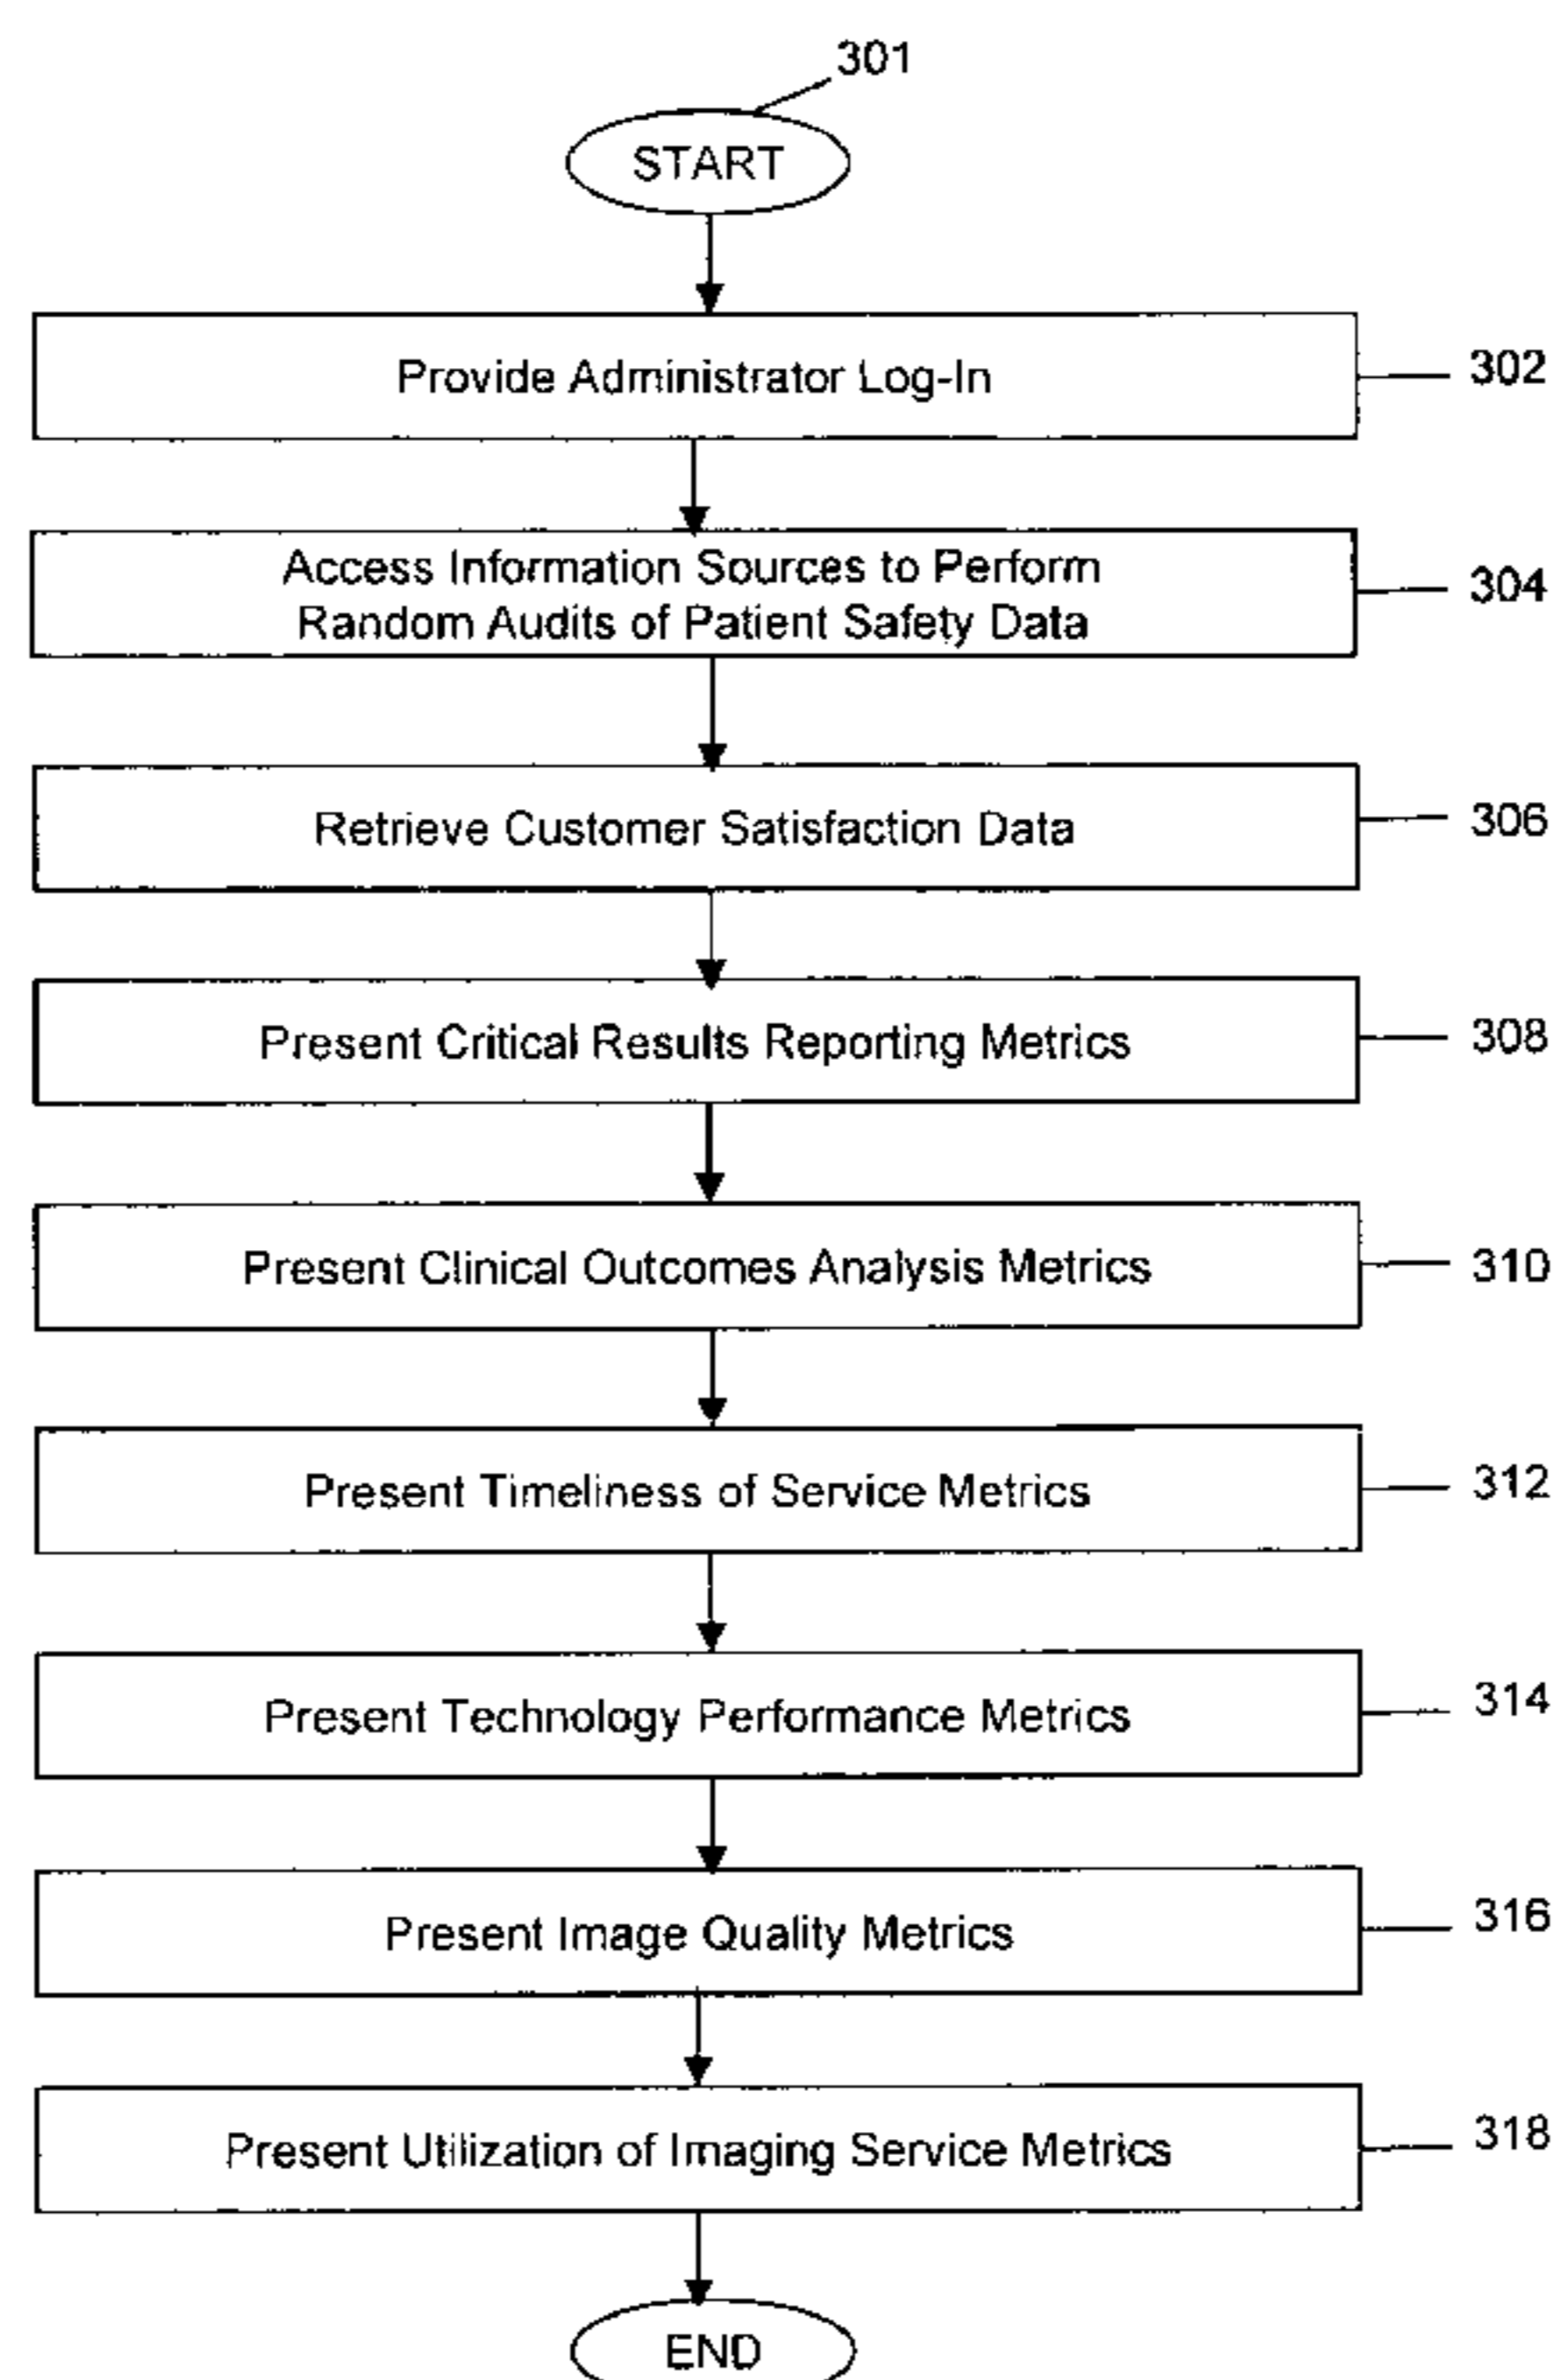 301
START
Provide Administrator Log-In
302
Access Information Sources to Perform
Random Audits of Patient Safety Data
304
Retrieve Customer Satisfaction Data
306
Present Critical Results Reporting Metrics
308
Present Clinical Outcomes Analysis Metrics
310
Present Timeliness of Service Metrics
312
Present Technology Performance Metrics
314
Present Image Quality Metrics
316
Present Utilization of Imaging Service Metrics
318
END